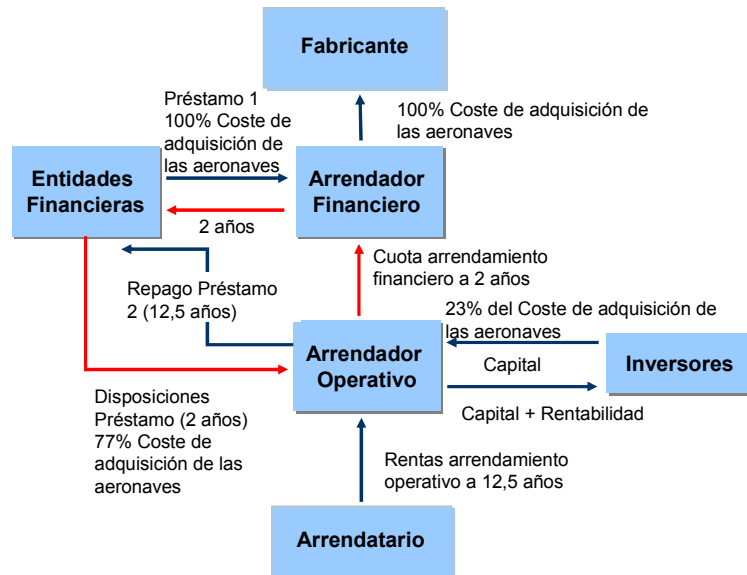 Fabricante
Préstamo 1
100% Coste de
adquisición de
las aeronaves
100% Coste de adquisición de
las aeronaves
Entidades
Financieras
Arrendador
Financiero
2 años
Cuota arrendamiento
financiero a 2 años
Repago Préstamo
2 (12,5 años)
23% del Coste de adquisición de
las aeronaves
Arrendador
Operativo
Capital
Inversores
Capital + Rentabilidad
Disposiciones
Préstamo (2 años)
77% Coste de
adquisición de las
aeronaves
Rentas arrendamiento
operativo a 12,5 años
Arrendatario